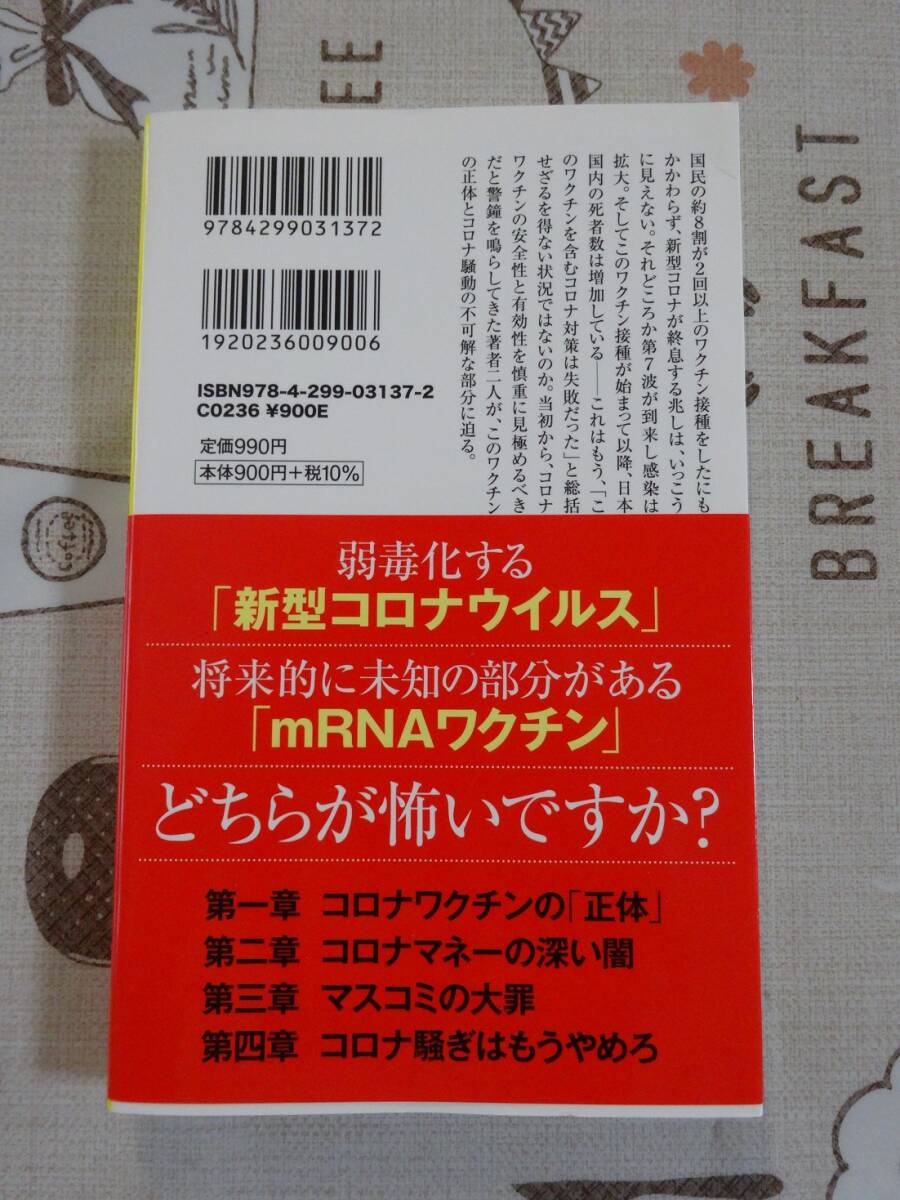 国民の約8割が2回以上のワクチン接種をしたにも
かかわらず、新型コロナが終息する兆しは、いっこう
に見えない。それどころか第7波が到来し感染は
拡大。そしてこのワクチン接種が始まって以降、日本
国内の死者数は増加している——これはもう、「こ
のワクチンを含むコロナ対策は失敗だった」と総括
せざるを得ない状況ではないのか。当初から、コロナ
ワクチンの安全性と有効性を慎重に見極めるべき
だと警鐘を鳴らしてきた著者二人が、このワクチン
の正体とコロナ騒動の不可解な部分に迫る。
9784299031372
1920236009006
ISBN978-4-299-03137-2
C0236 ¥900E
定価990円
本体900円+税10%
弱毒化する
「新型コロナウイルス」
将来的に未知の部分がある
「mRNAワクチン」
どちらが怖いですか?
第一章 コロナワクチンの「正体」
第二章 コロナマネーの深い闇
第三章 マスコミの大罪
第四章 コロナ騒ぎはもうやめろ
BREAKFAST